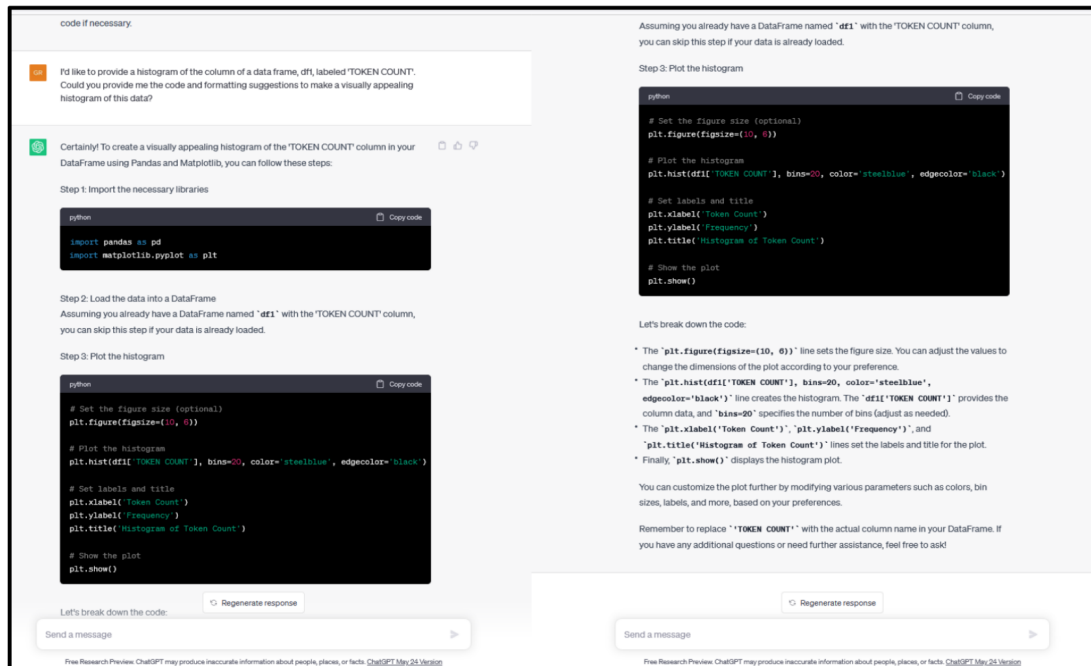 code if necessary.
GR
I'd like to provide a histogram of the column of a data frame, df1, labeled 'TOKEN COUNT'.
Could you provide me the code and formatting suggestions to make a visually appealing
histogram of this data?
Certainly! To create a visually appealing histogram of the 'TOKEN COUNT' column in your
DataFrame using Pandas and Matplotlib, you can follow these steps:
Step 1: Import the necessary libraries
python
Copy code
import pandas as pd
import matplotlib.pyplot as plt
Step 2: Load the data into a DataFrame
Assuming you already have a DataFrame named `df1` with the 'TOKEN COUNT' column,
you can skip this step if your data is already loaded.
Step 3: Plot the histogram
python
Copy code
# Set the figure size (optional)
plt.figure(figsize=(10, 6))
# Plot the histogram
plt.hist(df1['TOKEN COUNT'], bins=20, color='steelblue', edgecolor='black')
# Set labels and title
plt.xlabel('Token Count')
plt.ylabel('Frequency')
plt.title('Histogram of Token Count')
# Show the plot
plt.show()
Let's break down the code:
Regenerate response
Send a message
Free Research Preview. ChatGPT may produce inaccurate information about people, places, or facts. ChatGPT May 24 Version
Assuming you already have a DataFrame named `df1` with the 'TOKEN COUNT' column,
you can skip this step if your data is already loaded.
Step 3: Plot the histogram
python
Copy code
# Set the figure size (optional)
plt.figure(figsize=(10, 6))
# Plot the histogram
plt.hist(df1['TOKEN COUNT'], bins=20, color='steelblue', edgecolor='black')
# Set labels and title
plt.xlabel('Token Count')
plt.ylabel('Frequency')
plt.title('Histogram of Token Count')
# Show the plot
plt.show()
Let's break down the code:
• The `plt.figure(figsize=(10, 6))` line sets the figure size. You can adjust the values to
change the dimensions of the plot according to your preference.
• The `plt.hist(df1['TOKEN COUNT'], bins=20, color='steelblue',
edgecolor='black')` line creates the histogram. The `df1['TOKEN COUNT']` provides the
column data, and `bins=20` specifies the number of bins (adjust as needed).
• The `plt.xlabel('Token Count')`, `plt.ylabel('Frequency')`, and
`plt.title('Histogram of Token Count')` lines set the labels and title for the plot.
• Finally, `plt.show()` displays the histogram plot.
You can customize the plot further by modifying various parameters such as colors, bin
sizes, labels, and more, based on your preferences.
Remember to replace `'TOKEN COUNT'` with the actual column name in your DataFrame. If
you have any additional questions or need further assistance, feel free to ask!
Regenerate response
Send a message
Free Research Preview. ChatGPT may produce inaccurate information about people, places, or facts. ChatGPT May 24 Version